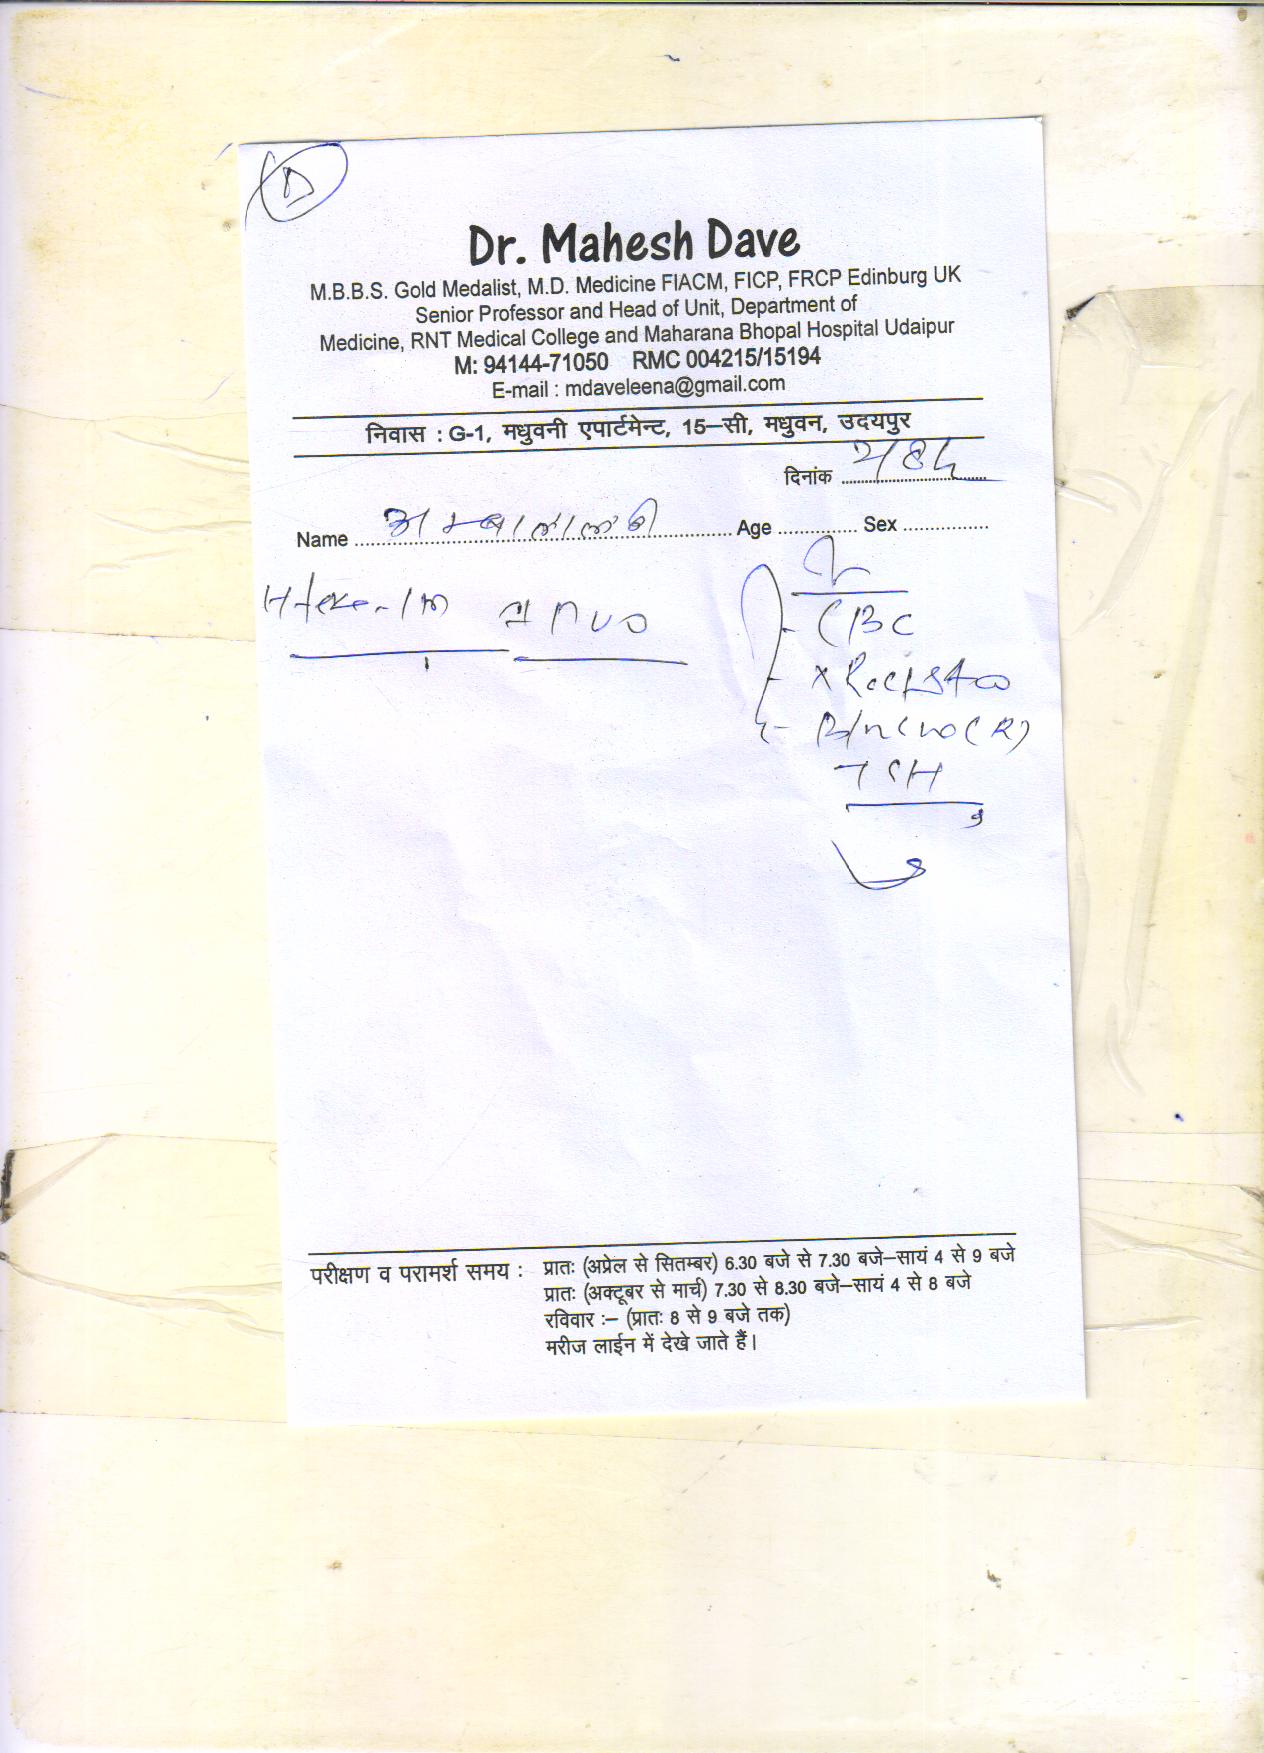 Dr. Mahesh Dave
M.B.B.S. Gold Medalist, M.D. Medicine FIACM, FICP, FRCP Edinburg UK
Senior Professor and Head of Unit, Department of
Medicine, RNT Medical College and Maharana Bhopal Hospital Udaipur
M: 94144-71050 RMC 004215/15194
E-mail : mdaveleena@gmail.com
निवास : G-1, मधुवनी एपार्टमेन्ट, 15–सी, मधुवन, उदयपुर
दिनांक
Name अम्बालालजी Age Sex
CBC
TSH
परीक्षण व परामर्श समय : प्रातः (अप्रेल से सितम्बर) 6.30 बजे से 7.30 बजे–सायं 4 से 9 बजे
प्रातः (अक्टूबर से मार्च) 7.30 से 8.30 बजे–सायं 4 से 8 बजे
रविवार :– (प्रातः 8 से 9 बजे तक)
मरीज लाईन में देखे जाते हैं।